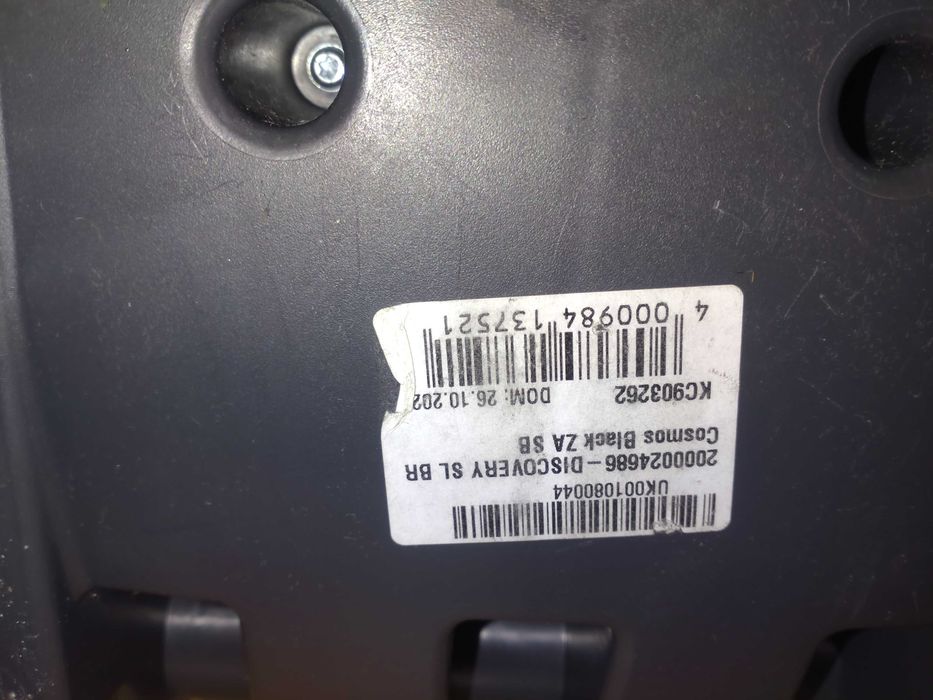 UK001080044
2000024686-DISCOVERY SL BR
Cosmos Black ZA SB
KC903262 DOM: 26.10.202
4 000984 137521